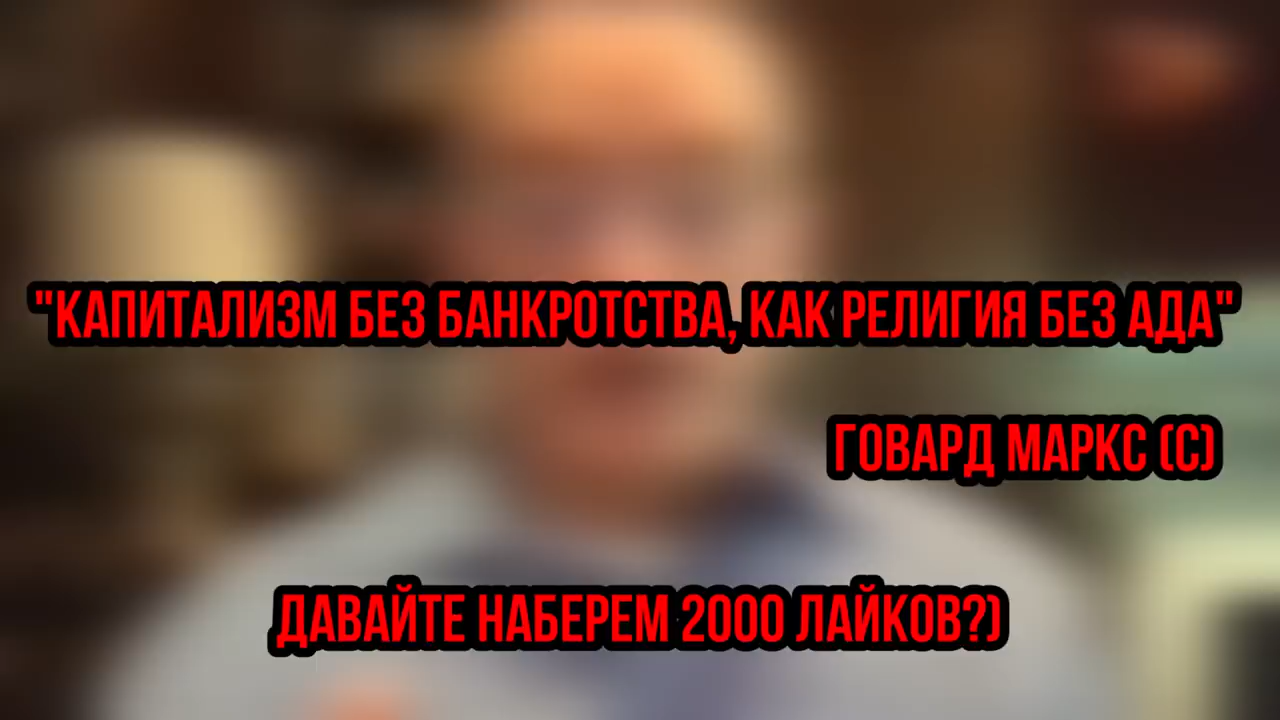 "КАПИТАЛИЗМ БЕЗ БАНКРОТСТВА, КАК РЕЛИГИЯ БЕЗ АДА"
ГОВАРД МАРКС (С)
ДАВАЙТЕ НАБЕРЕМ 2000 ЛАЙКОВ?)